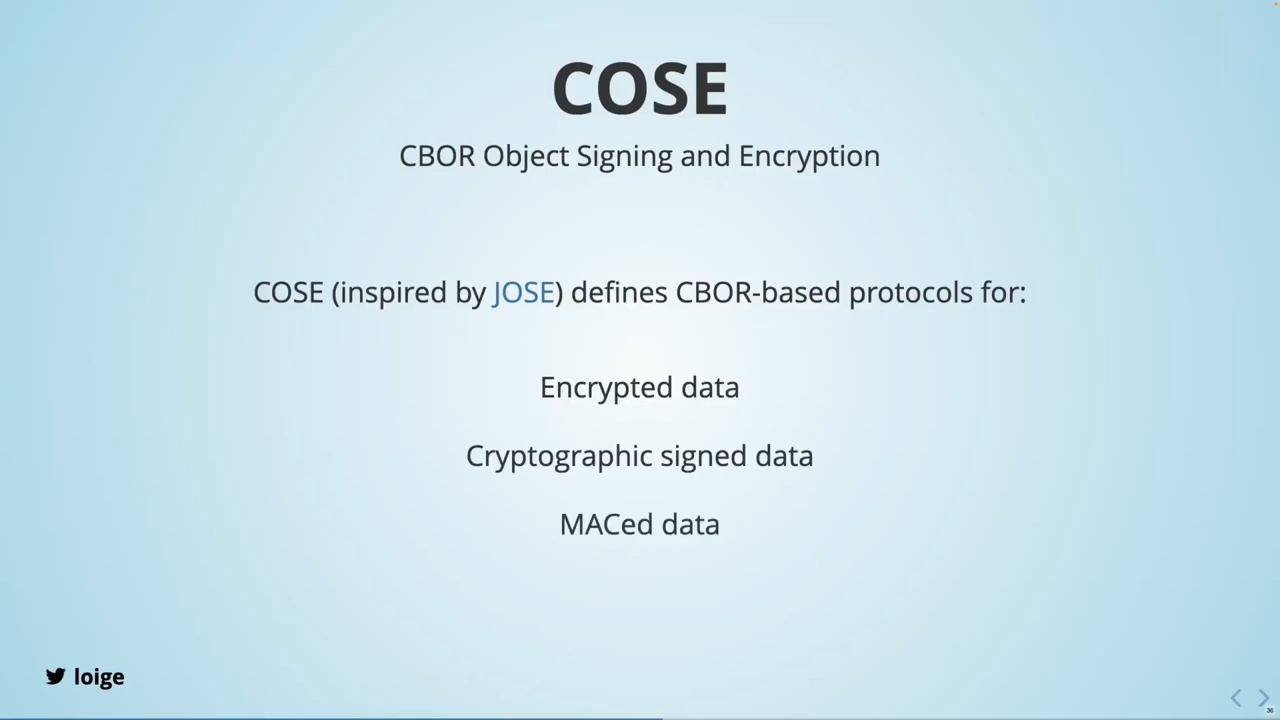 COSE
CBOR Object Signing and Encryption
COSE (inspired by JOSE) defines CBOR-based protocols for:
Encrypted data
Cryptographic signed data
MACed data
loige
36